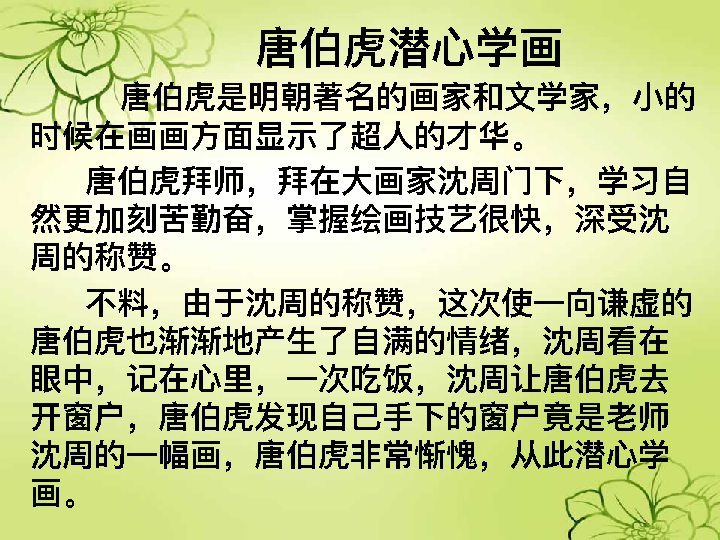 唐伯虎潜心学画
唐伯虎是明朝著名的画家和文学家，小的
时候在画画方面显示了超人的才华。
唐伯虎拜师，拜在大画家沈周门下，学习自
然更加刻苦勤奋，掌握绘画技艺很快，深受沈
周的称赞。
不料，由于沈周的称赞，这次使一向谦虚的
唐伯虎也渐渐地产生了自满的情绪，沈周看在
眼中，记在心里，一次吃饭，沈周让唐伯虎去
开窗户，唐伯虎发现自己手下的窗户竟是老师
沈周的一幅画，唐伯虎非常惭愧，从此潜心学
画。